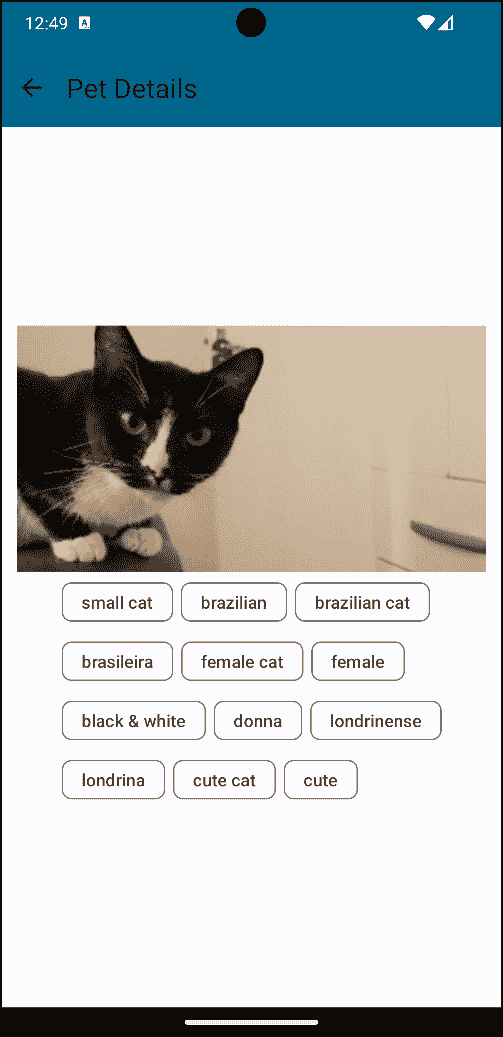 12:49 A
Pet Details
small cat brazilian brazilian cat
brasileira female cat female
black & white donna londrinense
londrina cute cat cute